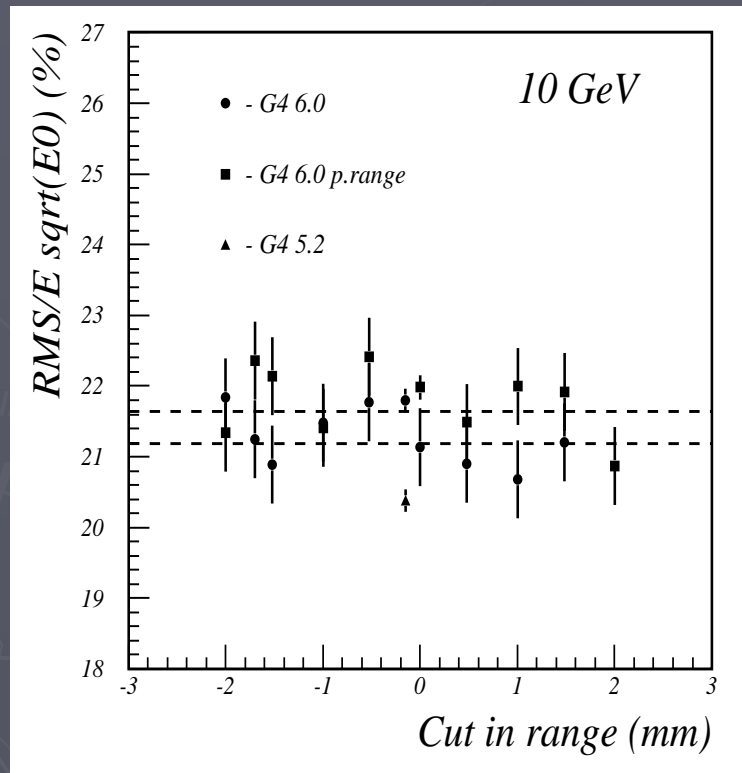 27
26
25
24
23
22
21
20
19
18
-3
-2
-1
0
1
2
3
RMS/E sqrt(E0) (%)
10 GeV
- G4 6.0
- G4 6.0 p.range
- G4 5.2
Cut in range (mm)